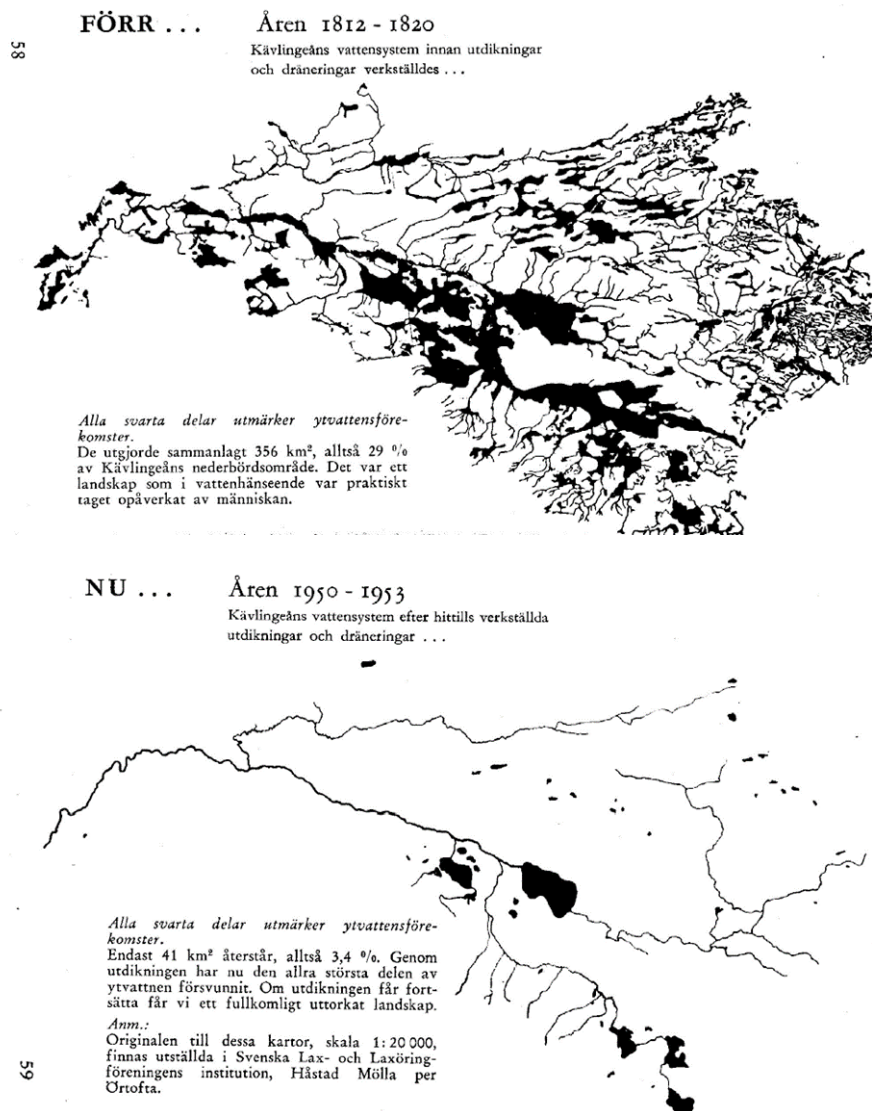 58
FÖRR ...
Åren 1812 - 1820
Kävlingeåns vattensystem innan utdikningar
och dräneringar verkställdes ...
Alla svarta delar utmärker ytvattensföre-
komster.
De utgjorde sammanlagt 356 km², alltså 29 %
av Kävlingeåns nederbördsområde. Det var ett
landskap som i vattenhänseende var praktiskt
taget opåverkat av människan.
NU ...
Åren 1950 - 1953
Kävlingeåns vattensystem efter hittills verkställda
utdikningar och dräneringar ...
Alla svarta delar utmärker ytvattensföre-
komster.
Endast 41 km² återstår, alltså 3,4 %. Genom
utdikningen har nu den allra största delen av
ytvattnen försvunnit. Om utdikningen får fort-
sätta får vi ett fullkomligt uttorkat landskap.
Anm.:
Originalen till dessa kartor, skala 1: 20 000,
finnas utställda i Svenska Lax- och Laxöring-
föreningens institution, Håstad Mölla per
Örtofta.
59